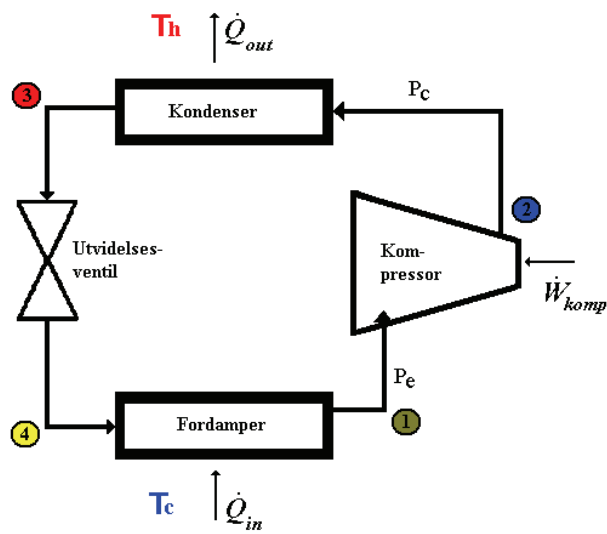 Th
Q̇out
3
Kondenser
Pc
2
Utvidelses-
ventil
Kom-
pressor
Ẇkomp
Pe
4
Fordamper
1
Tc
Q̇in